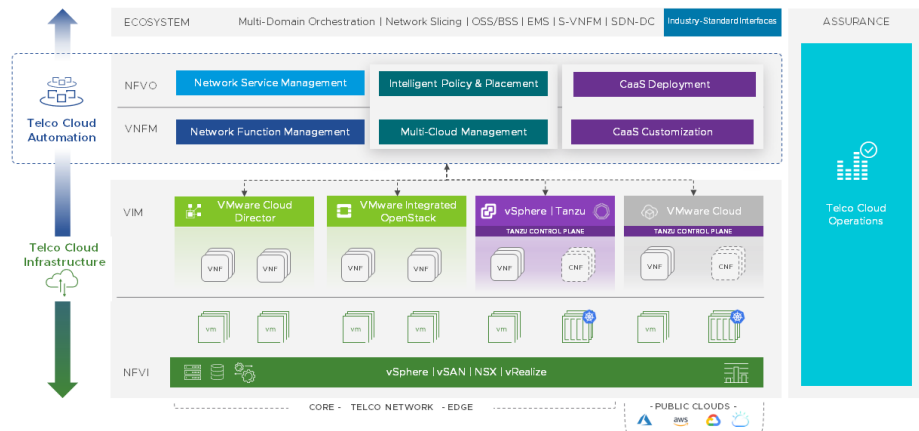 ECOSYSTEM
Multi-Domain Orchestration | Network Slicing | OSS/BSS | EMS | S-VNFM | SDN-DC
Industry-Standard Interfaces
ASSURANCE
Telco Cloud
Automation
NFVO
Network Service Management
Intelligent Policy & Placement
CaaS Deployment
VNFM
Network Function Management
Multi-Cloud Management
CaaS Customization
Telco Cloud
Operations
Telco Cloud
Infrastructure
VIM
VMware Cloud
Director
VMware Integrated
OpenStack
vSphere | Tanzu
TANZU CONTROL PLANE
VMware Cloud
TANZU CONTROL PLANE
VNF
VNF
VNF
VNF
VNF
CNF
VNF
CNF
vm
vm
vm
vm
vm
vm
NFVI
vSphere | vSAN | NSX | vRealize
CORE - TELCO NETWORK - EDGE
- PUBLIC CLOUDS -
aws